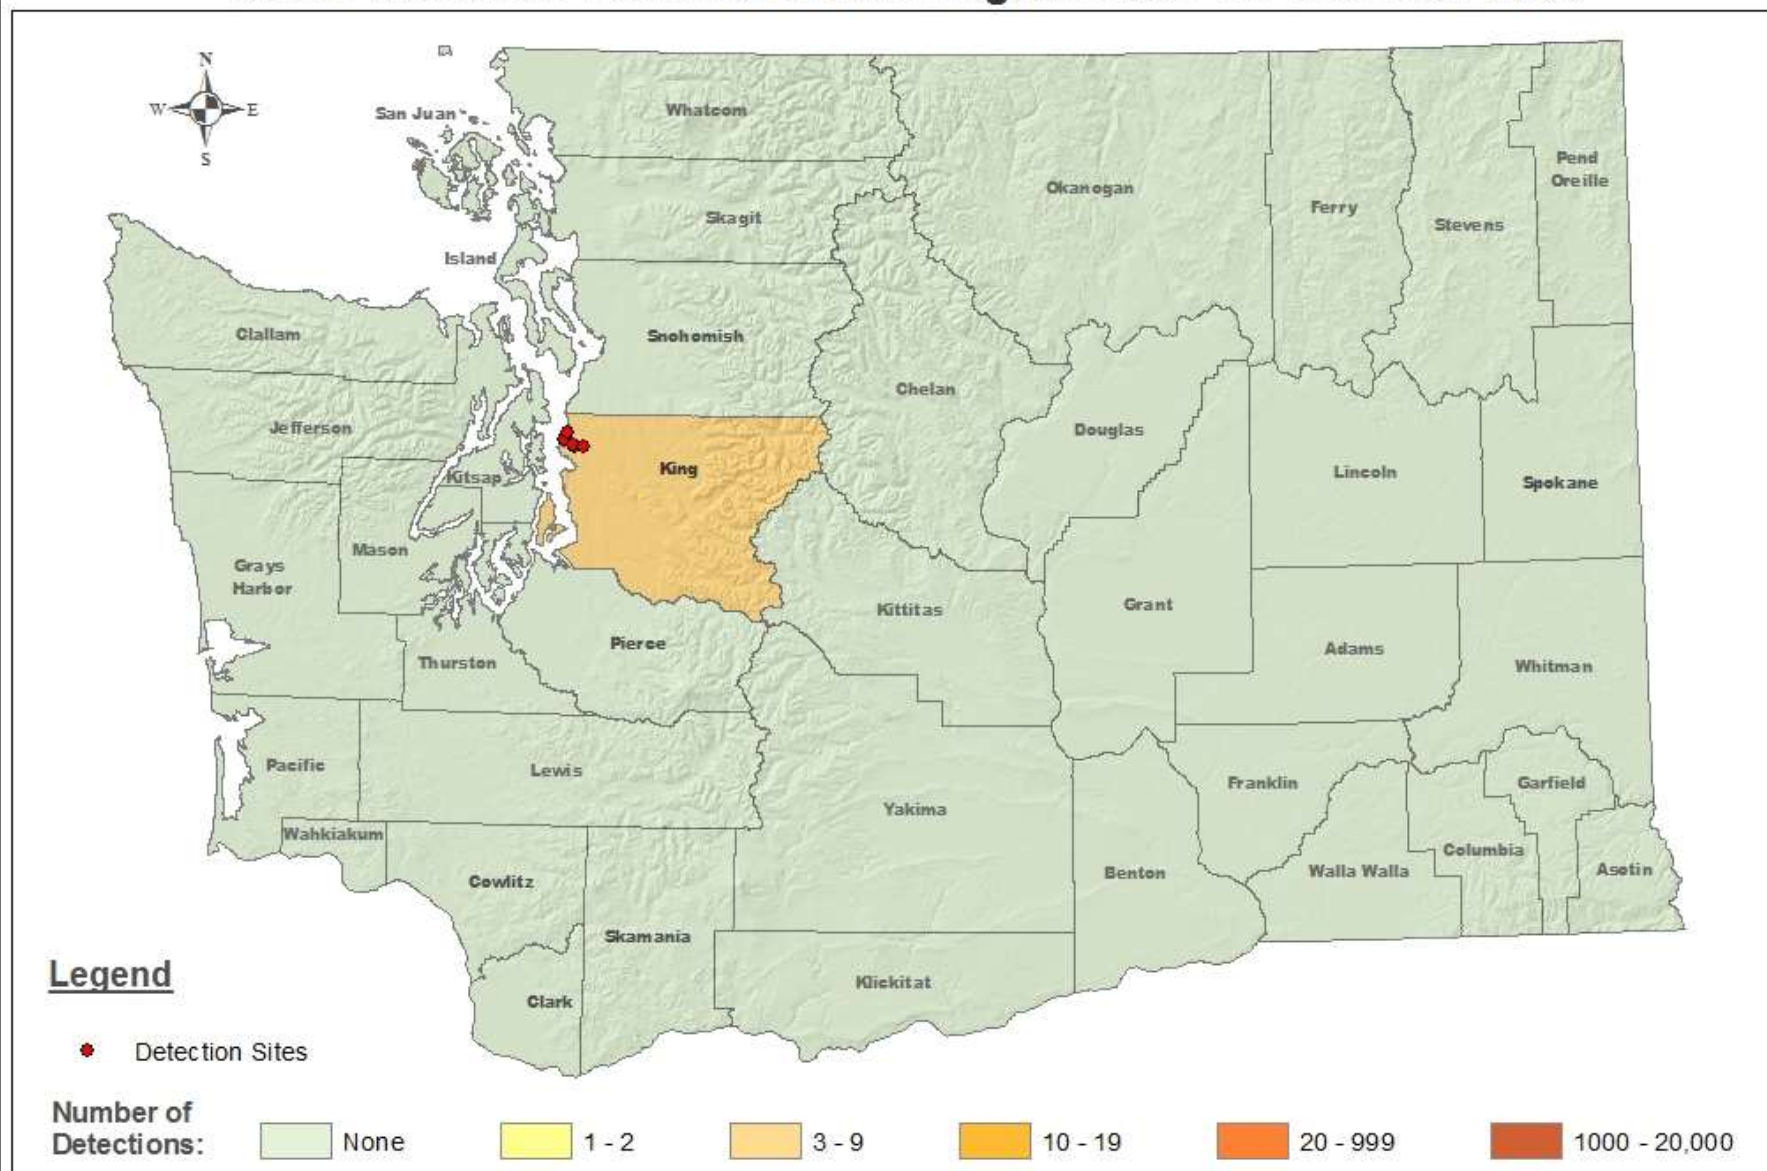 N
W E
S
San Juan
Whatcom
Pend
Oreille
Okanogan
Ferry
Stevens
Skagit
Island
Clallam
Snohomish
Chelan
Jefferson
Douglas
King
Kitsap
Lincoln
Spokane
Mason
Grays
Harbor
Kittitas
Grant
Pierce
Thurston
Adams
Whitman
Pacific
Lewis
Yakima
Franklin
Garfield
Wahkiakum
Columbia
Cowlitz
Benton
Walla Walla
Asotin
Skamania
Klickitat
Clark
Legend
Detection Sites
Number of
Detections:
None
1 - 2
3 - 9
10 - 19
20 - 999
1000 - 20,000